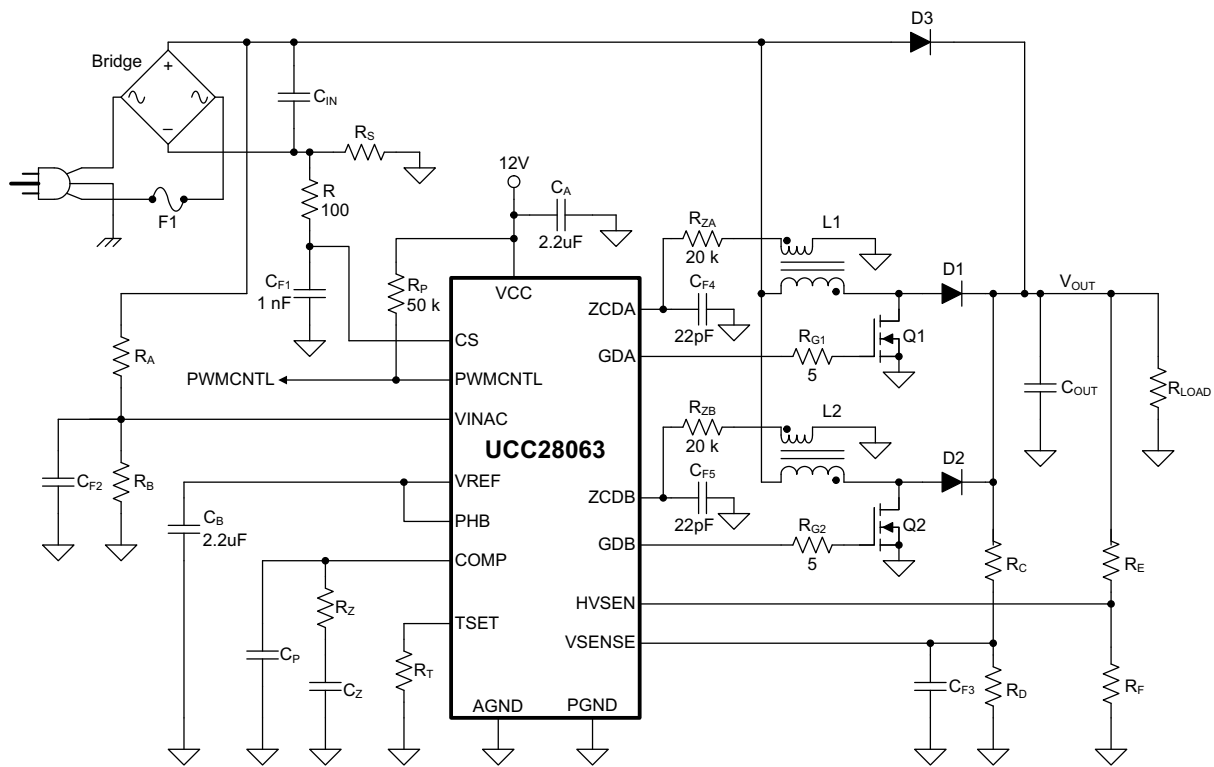 D3
Bridge
+
–
C_IN
R_S
R
100
F1
12V
C_A
2.2uF
C_F1
1 nF
R_P
50 k
VCC
R_ZA
20 k
L1
C_F4
22pF
D1
V_OUT
ZCDA
CS
GDA
R_G1
5
Q1
R_A
PWMCNTL
PWMCNTL
C_OUT
R_LOAD
VINAC
R_ZB
20 k
L2
UCC28063
C_F2
R_B
C_F5
22pF
D2
VREF
ZCDB
C_B
2.2uF
PHB
R_G2
5
Q2
GDB
COMP
R_C
R_E
R_Z
HVSEN
TSET
VSENSE
C_P
C_Z
R_T
C_F3
R_D
R_F
AGND
PGND